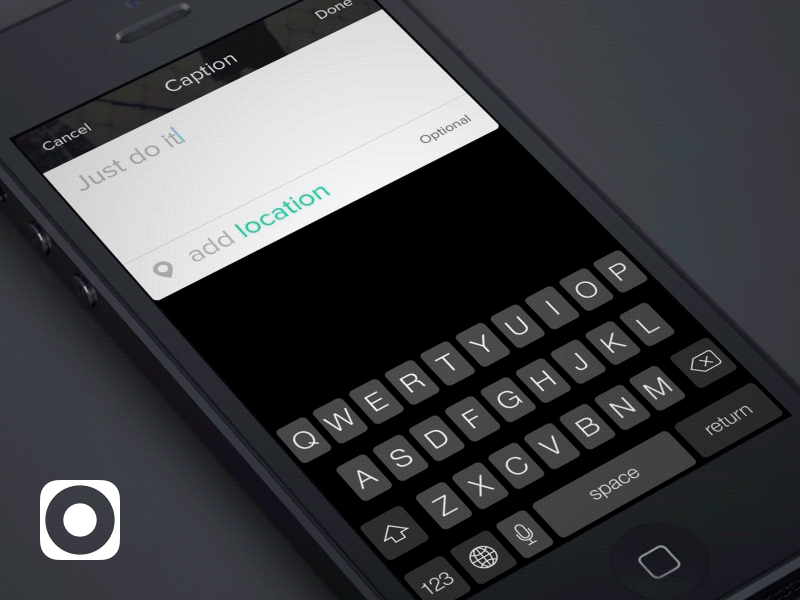 Cancel Caption Done
Just do it
Optional
add location
Q W E R T Y U I O P
A S D F G H J K L
Z X C V B N M
123 space return